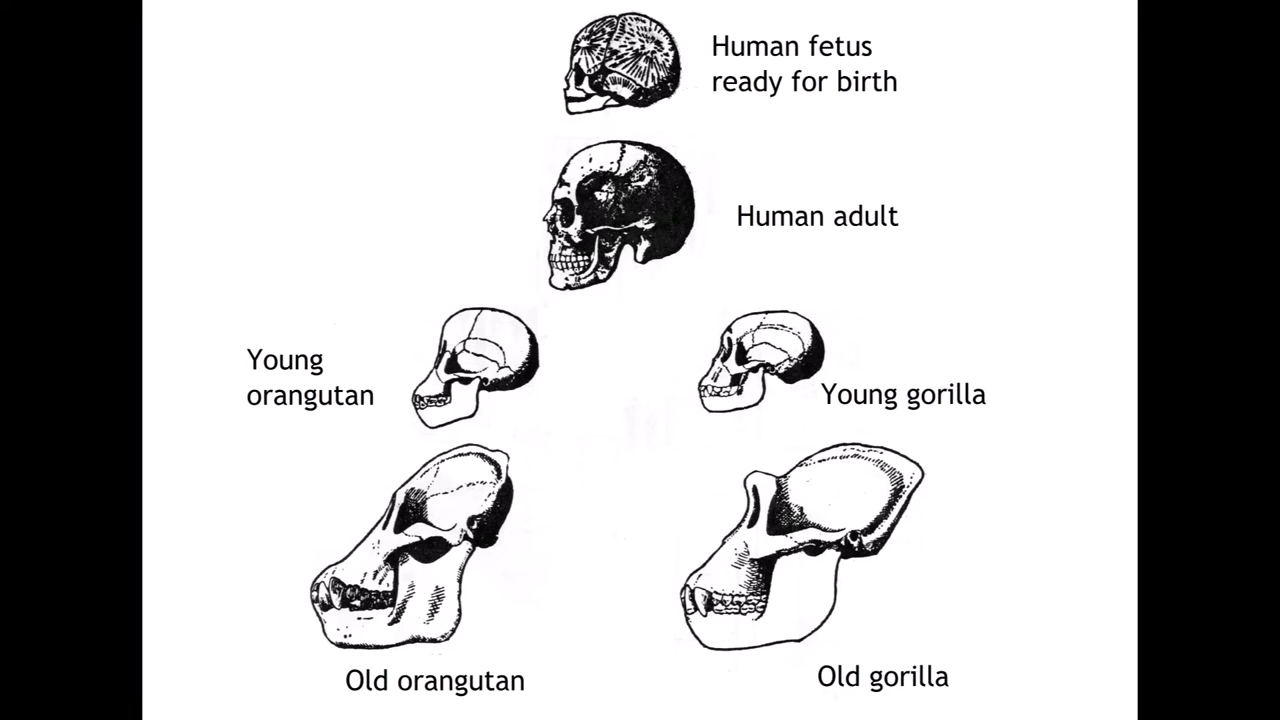 Human fetus
ready for birth
Human adult
Young
orangutan
Young gorilla
Old orangutan
Old gorilla